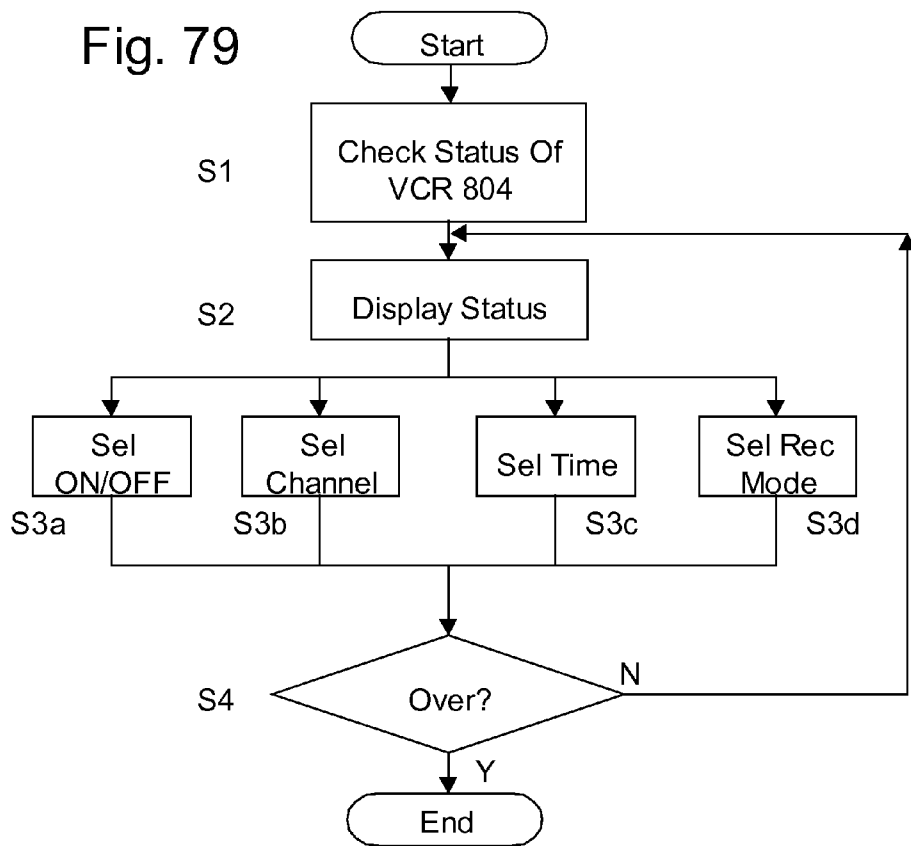 Fig. 79
Start
S1
Check Status Of
VCR 804
S2
Display Status
Sel
ON/OFF
Sel
Channel
Sel Time
Sel Rec
Mode
S3a
S3b
S3c
S3d
S4
Over?
N
Y
End